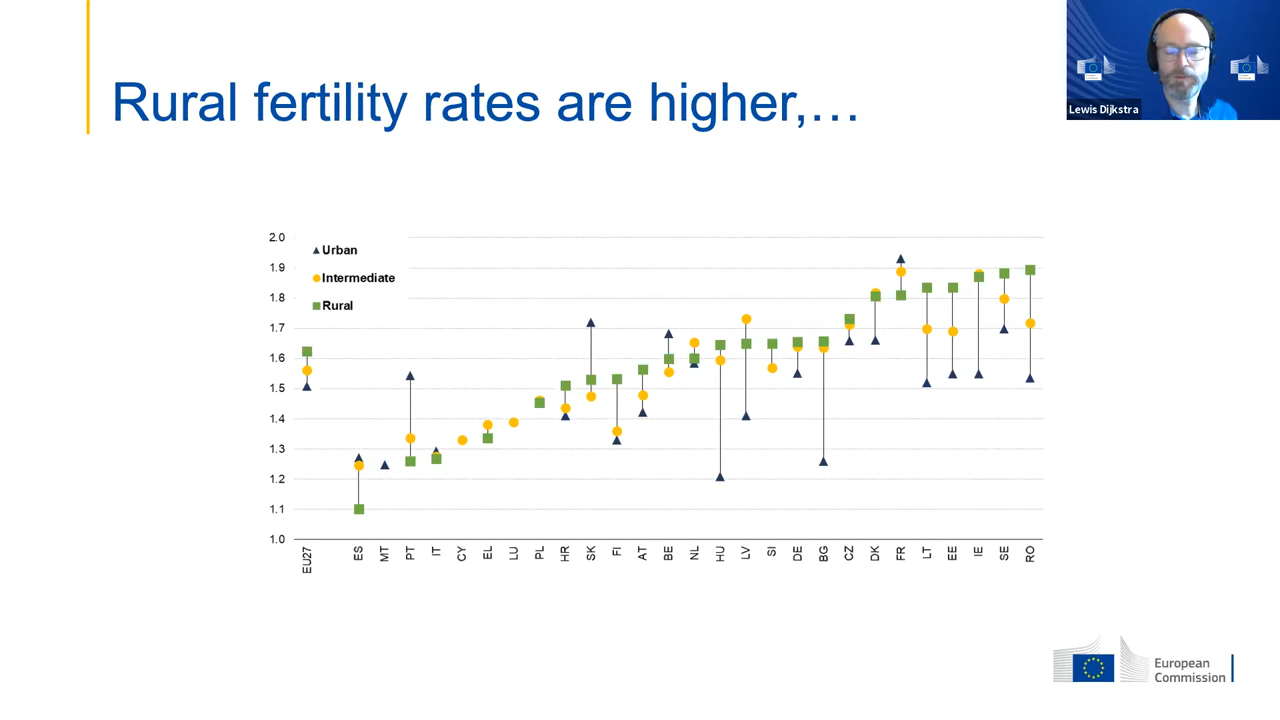 Rural fertility rates are higher,…
Lewis Dijkstra
2.0
1.9
1.8
1.7
1.6
1.5
1.4
1.3
1.2
1.1
1.0
Urban
Intermediate
Rural
EU27 ES MT PT IT CY EL LU PL HR SK FI AT BE NL HU LV SI DE BG CZ DK FR LT EE IE SE RO
European
Commission